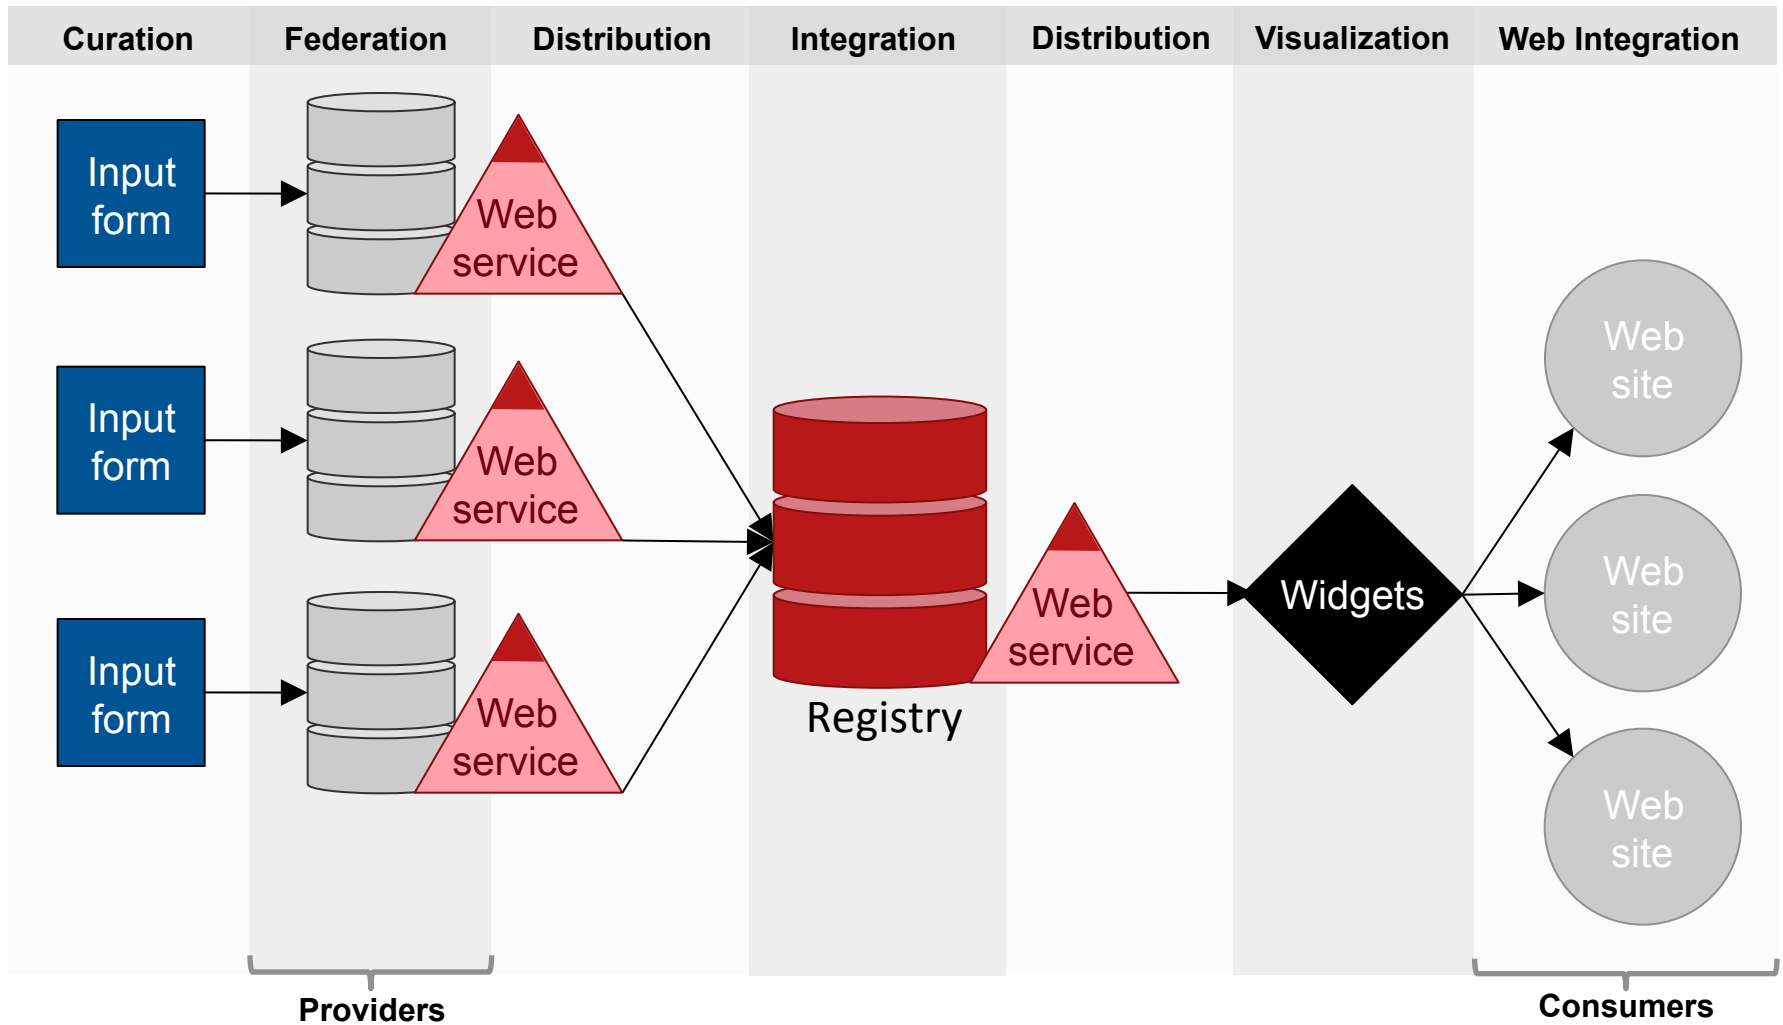 Curation
Federation
Distribution
Integration
Distribution
Visualization
Web Integration
Input
form
Web
service
Input
form
Web
service
Input
form
Web
service
Registry
Web
service
Widgets
Web
site
Web
site
Web
site
Providers
Consumers